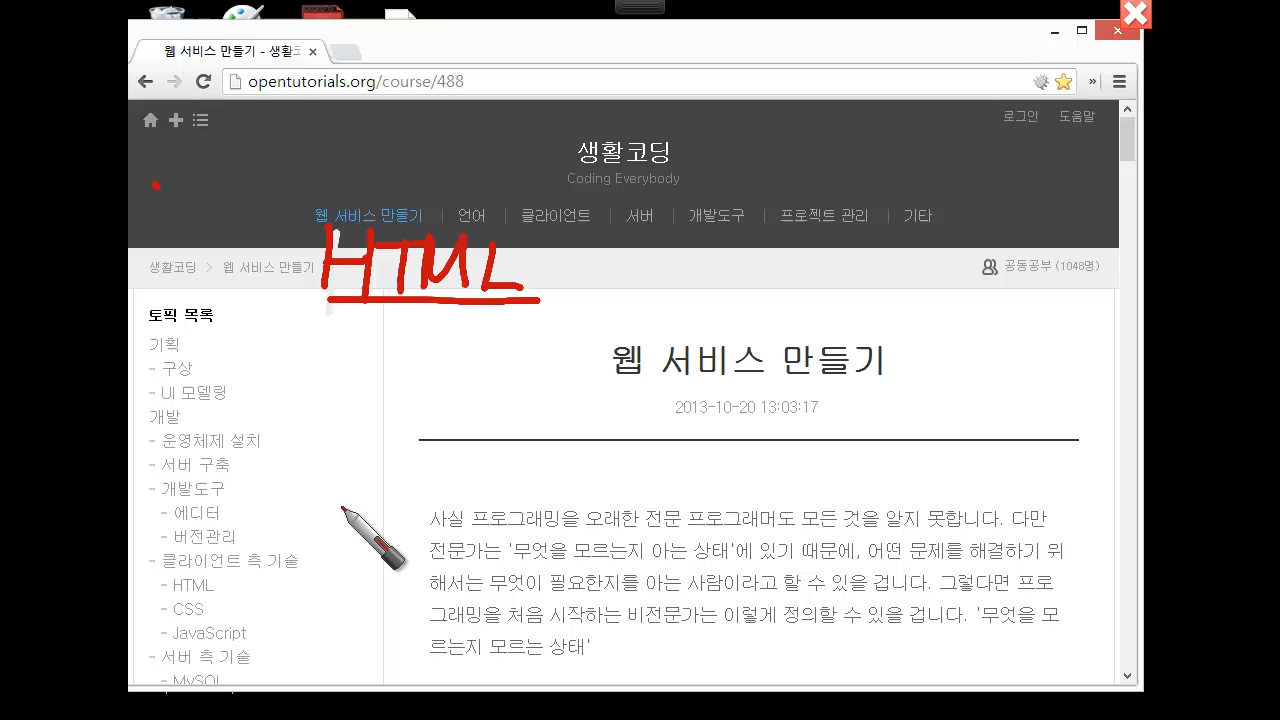 웹 서비스 만들기 - 생활코
opentutorials.org/course/488
로그인 도움말
생활코딩
Coding Everybody
웹 서비스 만들기 언어 클라이언트 서버 개발도구 프로젝트 관리 기타
HTML
생활코딩 > 웹 서비스 만들기
공동공부 (1048명)
토픽 목록
기획
- 구상
- UI 모델링
개발
- 운영체제 설치
- 서버 구축
- 개발도구
- 에디터
- 버전관리
- 클라이언트 측 기술
- HTML
- CSS
- JavaScript
- 서버 측 기술
- MySQL
웹 서비스 만들기
2013-10-20 13:03:17
사실 프로그래밍을 오래한 전문 프로그래머도 모든 것을 알지 못합니다. 다만
전문가는 '무엇을 모르는지 아는 상태'에 있기 때문에, 어떤 문제를 해결하기 위
해서는 무엇이 필요한지를 아는 사람이라고 할 수 있을 겁니다. 그렇다면 프로
그래밍을 처음 시작하는 비전문가는 이렇게 정의할 수 있을 겁니다. '무엇을 모
르는지 모르는 상태'